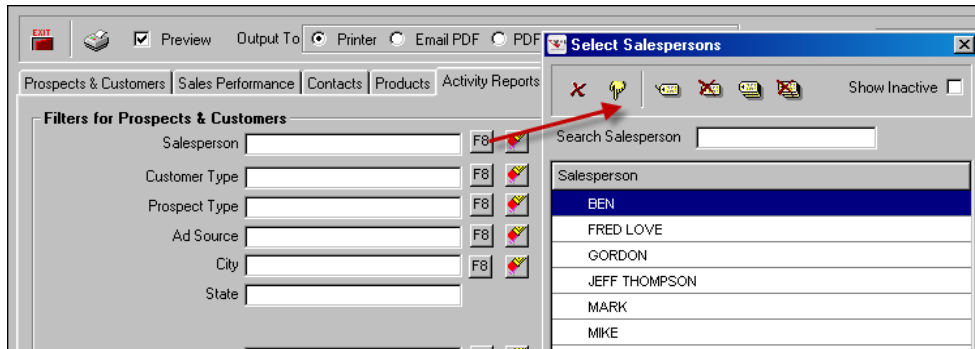 EXIT
Preview Output To Printer Email PDF PDF
Prospects & Customers Sales Performance Contacts Products Activity Reports
Filters for Prospects & Customers
Salesperson F8
Customer Type F8
Prospect Type F8
Ad Source F8
City F8
State
Select Salespersons
Show Inactive
Search Salesperson
Salesperson
BEN
FRED LOVE
GORDON
JEFF THOMPSON
MARK
MIKE